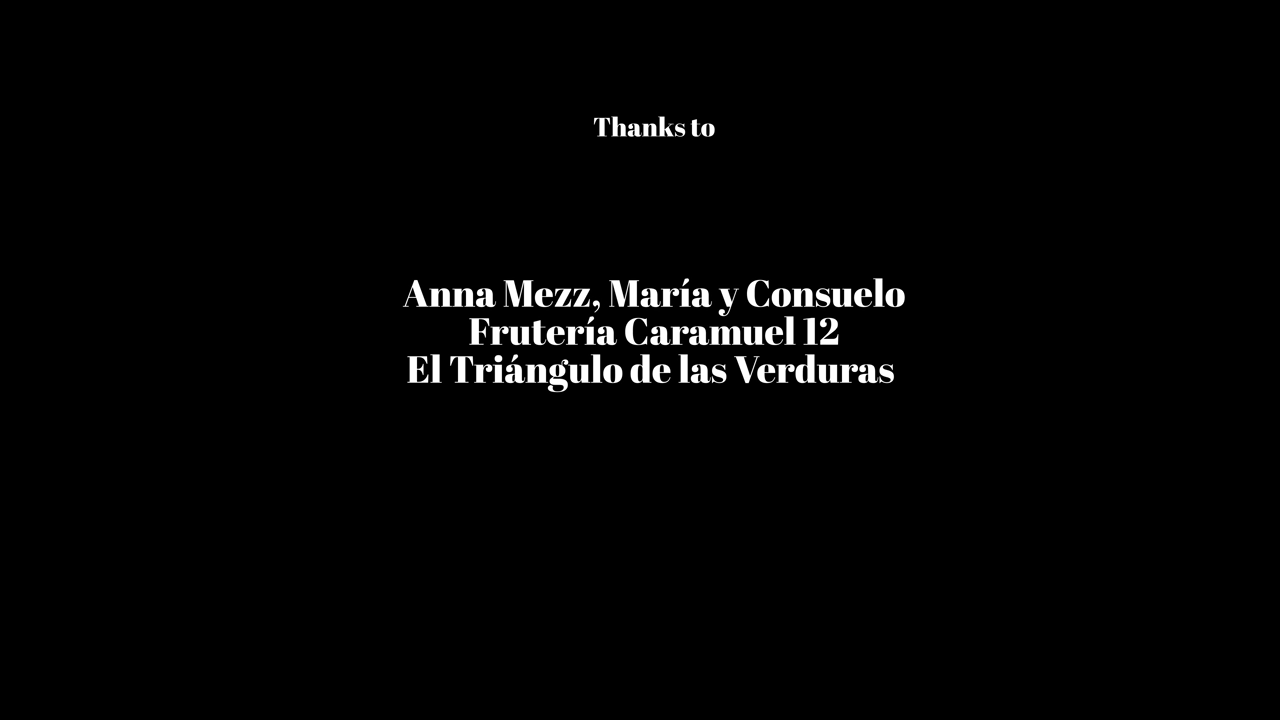 Thanks to
Anna Mezz, María y Consuelo
Frutería Caramuel 12
El Triángulo de las Verduras